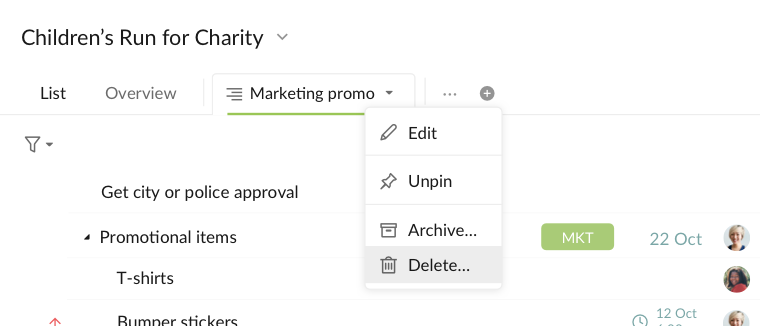 Children’s Run for Charity
List Overview Marketing promo ...
Edit
Unpin
Get city or police approval
Archive...
Promotional items MKT 22 Oct
Delete...
T-shirts
Bumper stickers 12 Oct